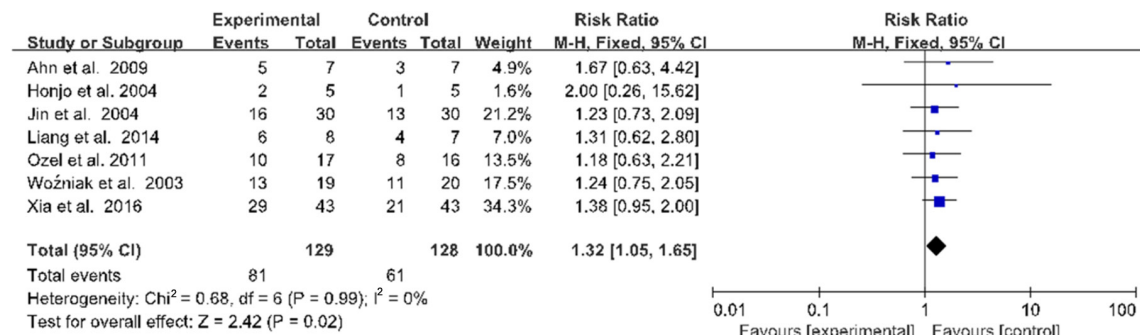 Experimental Control Risk Ratio Risk Ratio
Study or Subgroup Events Total Events Total Weight M-H, Fixed, 95% CI M-H, Fixed, 95% CI
Ahn et al. 2009 5 7 3 7 4.9% 1.67 [0.63, 4.42]
Honjo et al. 2004 2 5 1 5 1.6% 2.00 [0.26, 15.62]
Jin et al. 2004 16 30 13 30 21.2% 1.23 [0.73, 2.09]
Liang et al. 2014 6 8 4 7 7.0% 1.31 [0.62, 2.80]
Ozel et al. 2011 10 17 8 16 13.5% 1.18 [0.63, 2.21]
Woźniak et al. 2003 13 19 11 20 17.5% 1.24 [0.75, 2.05]
Xia et al. 2016 29 43 21 43 34.3% 1.38 [0.95, 2.00]
Total (95% CI) 129 128 100.0% 1.32 [1.05, 1.65]
Total events 81 61
Heterogeneity: Chi² = 0.68, df = 6 (P = 0.99); I² = 0%
Test for overall effect: Z = 2.42 (P = 0.02)
0.01 0.1 1 10 100
Favours [experimental] Favours [control]